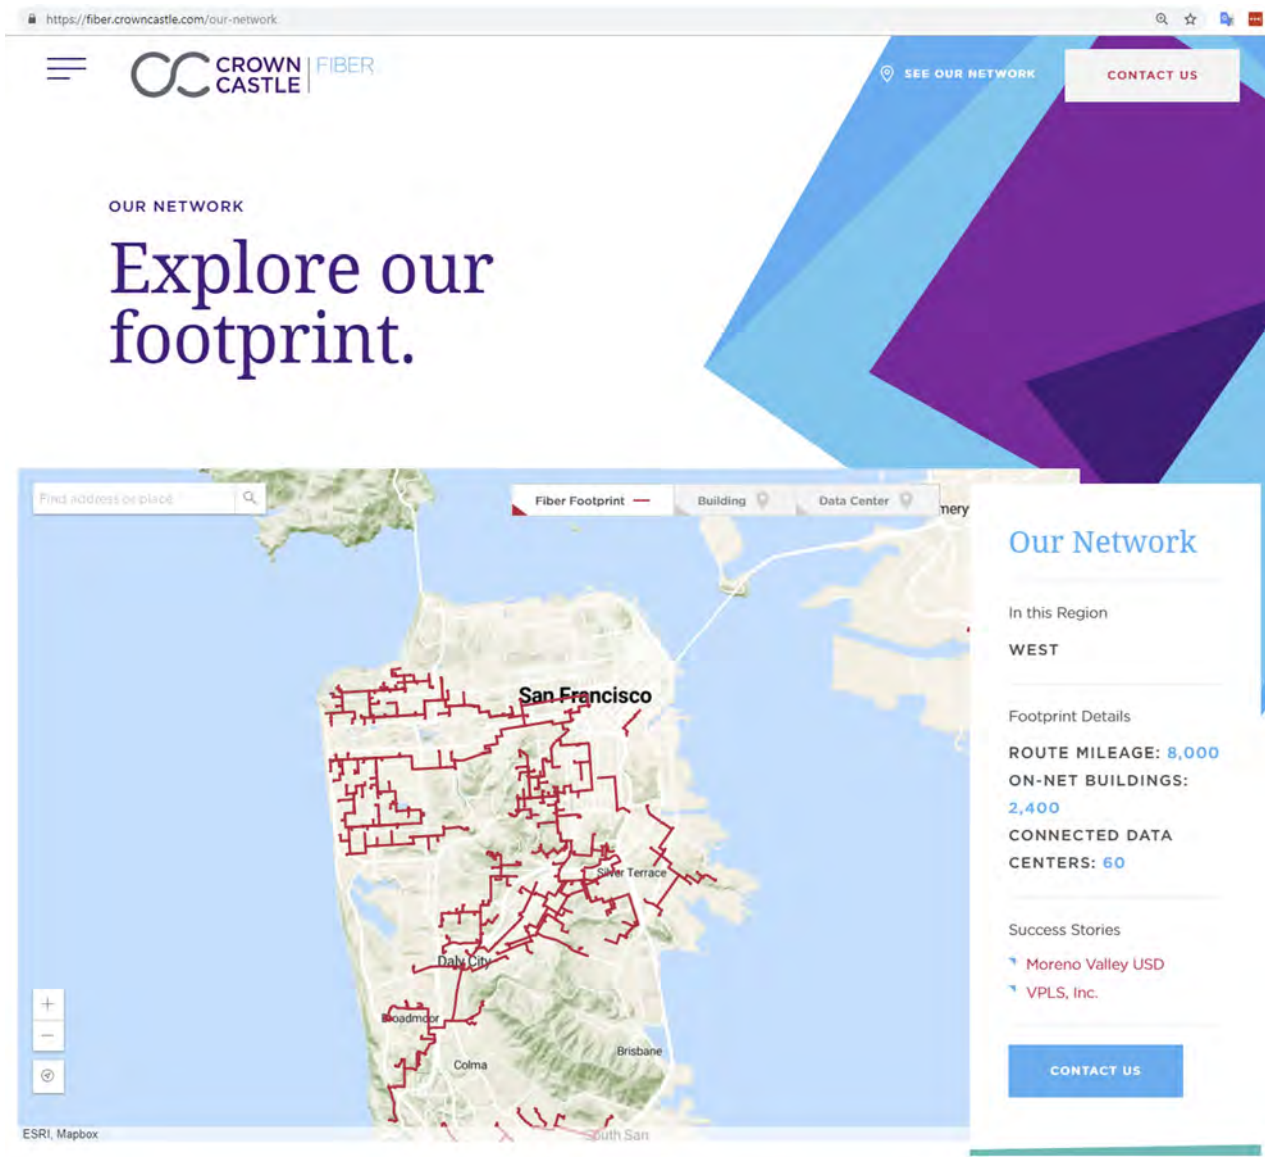 https://fiber.crowncastle.com/our-network
CROWN
CASTLE
FIBER
SEE OUR NETWORK
CONTACT US
OUR NETWORK
Explore our
footprint.
Find address or place
Fiber Footprint
Building
Data Center
mery
San Francisco
Silver Terrace
Daly City
Broadmoor
Colma
Brisbane
South San
ESRI, Mapbox
Our Network
In this Region
WEST
Footprint Details
ROUTE MILEAGE: 8,000
ON-NET BUILDINGS:
2,400
CONNECTED DATA
CENTERS: 60
Success Stories
Moreno Valley USD
VPLS, Inc.
CONTACT US